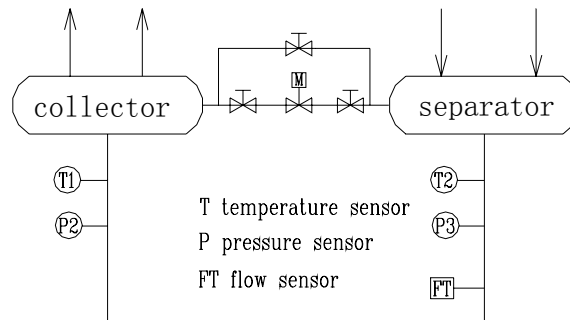 M
collector
separator
T1
T2
P2
P3
T temperature sensor
P pressure sensor
FT flow sensor
FT